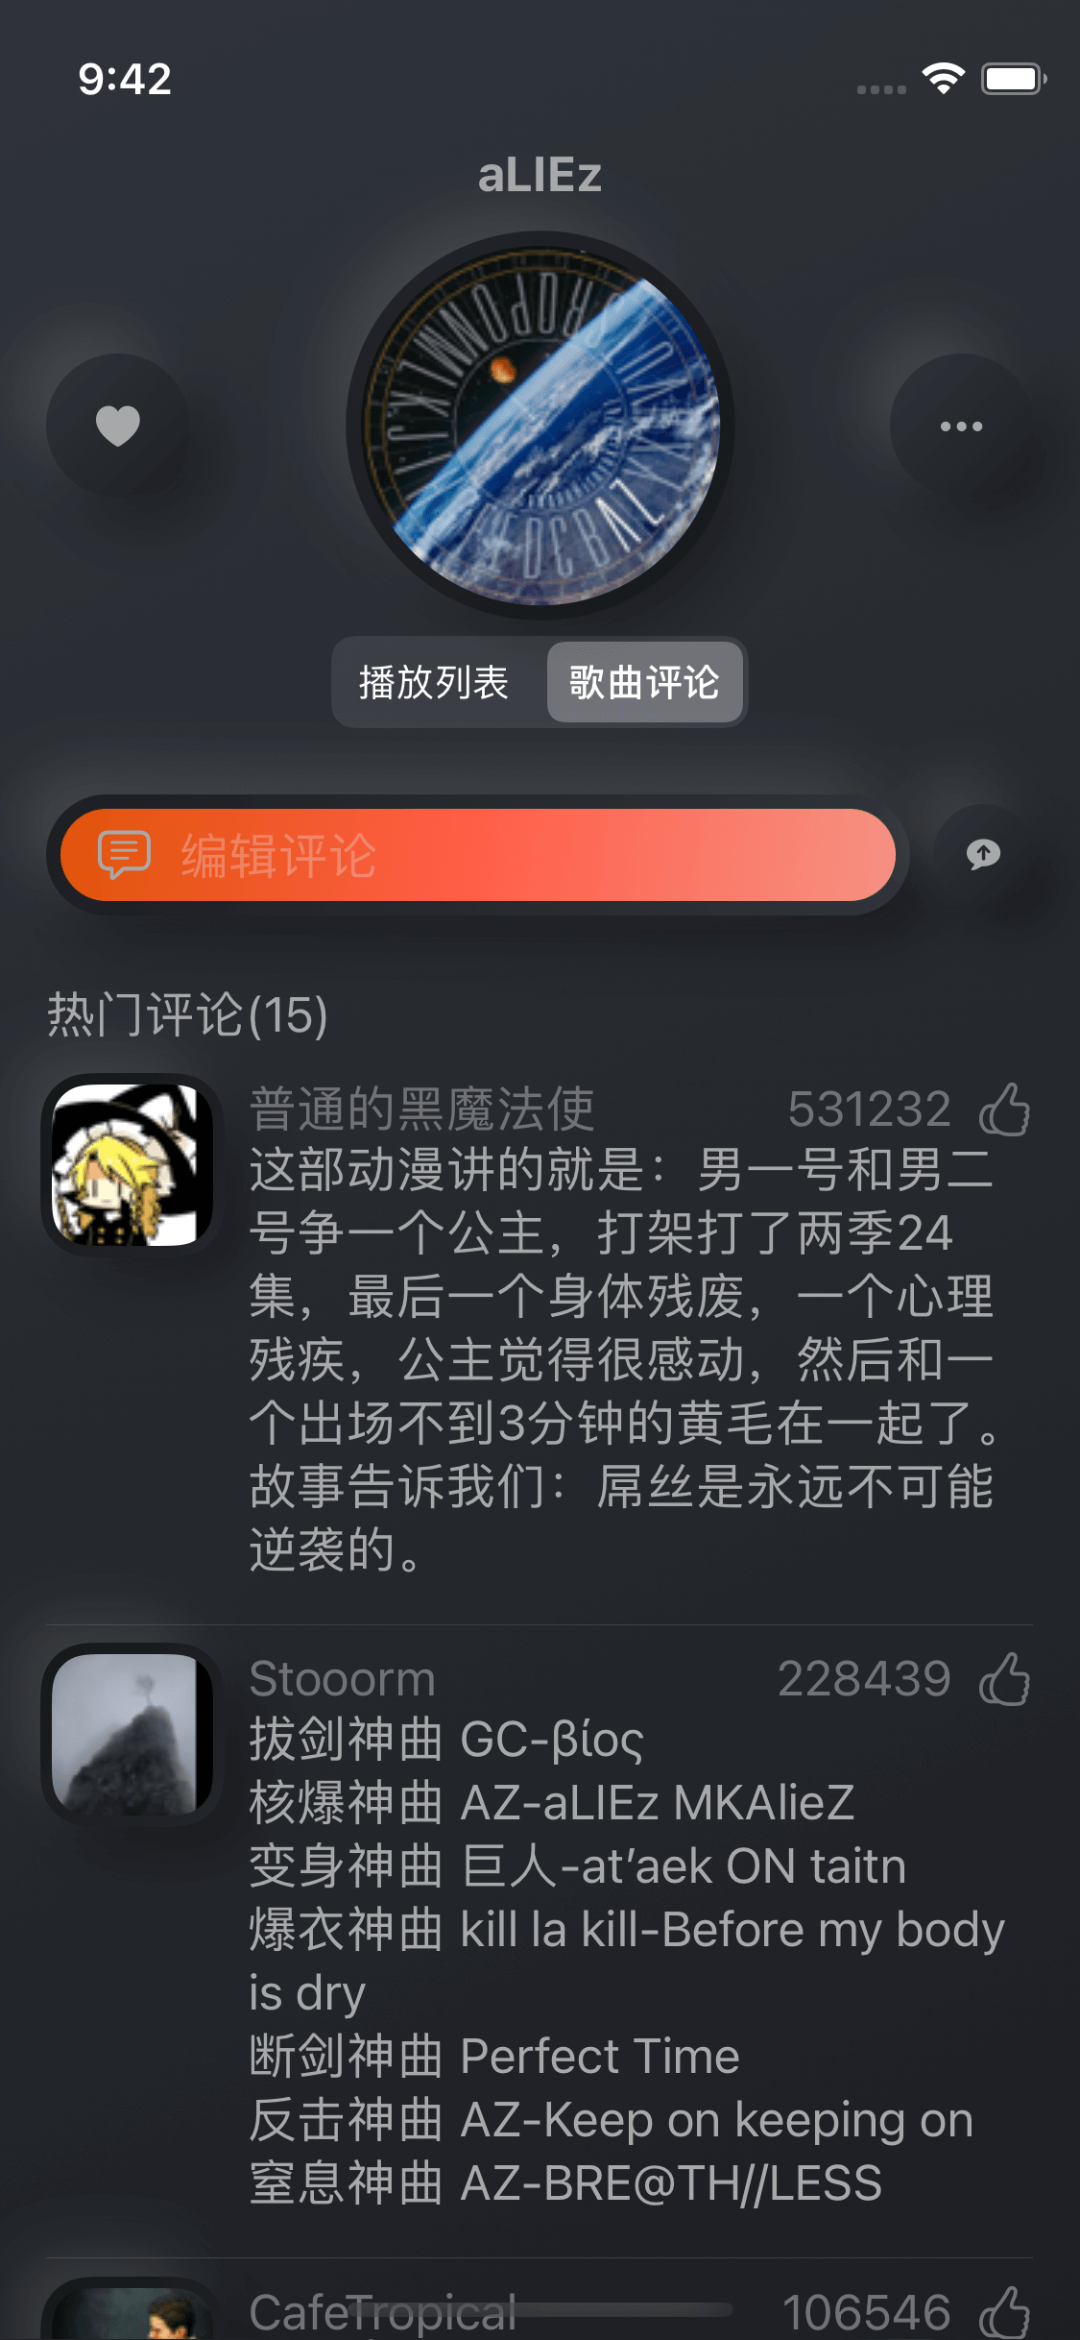 9:42
aLIEz
播放列表
歌曲评论
编辑评论
热门评论(15)
普通的黑魔法使
531232
这部动漫讲的就是：男一号和男二
号争一个公主，打架打了两季24
集，最后一个身体残废，一个心理
残疾，公主觉得很感动，然后和一
个出场不到3分钟的黄毛在一起了。
故事告诉我们：屌丝是永远不可能
逆袭的。
Stooorm
228439
拔剑神曲 GC-βίος
核爆神曲 AZ-aLIEz MKAlieZ
变身神曲 巨人-at’aek ON taitn
爆衣神曲 kill la kill-Before my body
is dry
断剑神曲 Perfect Time
反击神曲 AZ-Keep on keeping on
窒息神曲 AZ-BRE@TH//LESS
CafeTropical
106546